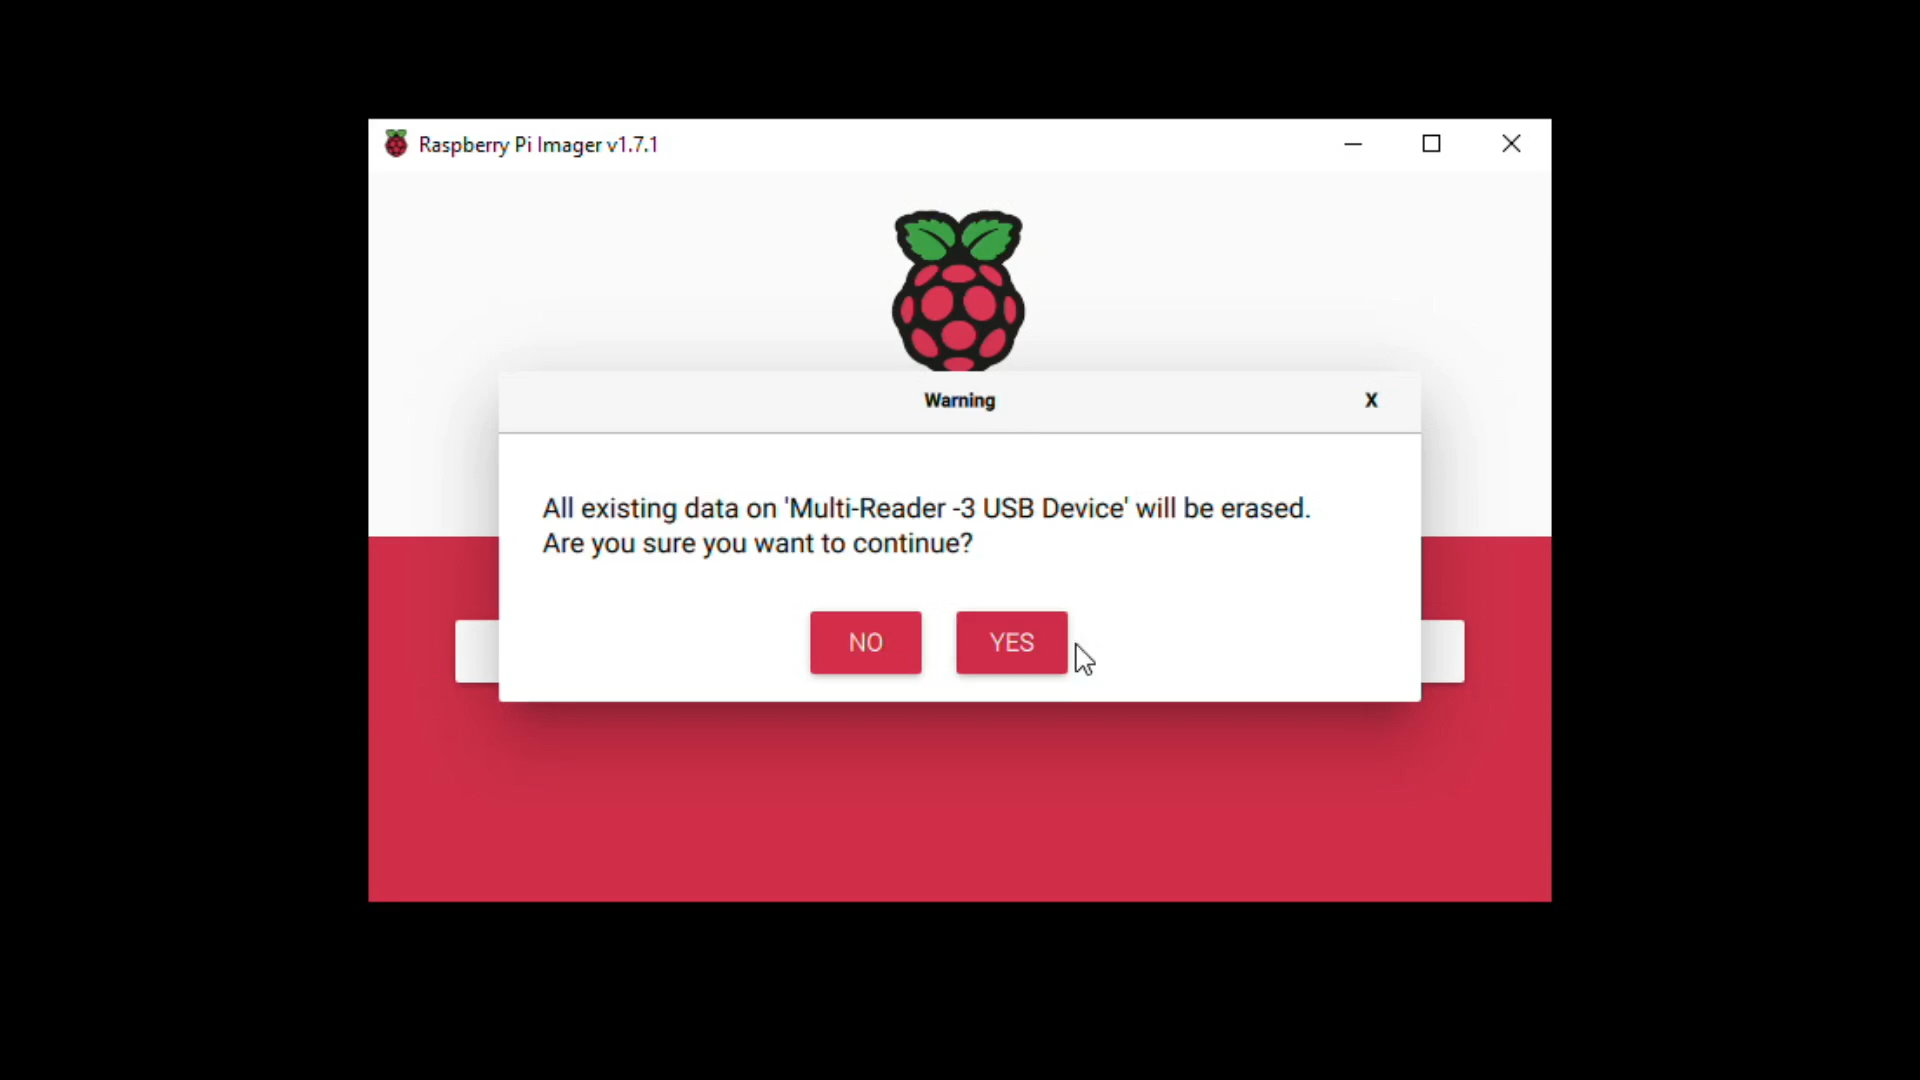 Raspberry Pi Imager v1.7.1
Warning
X
All existing data on 'Multi-Reader -3 USB Device' will be erased.
Are you sure you want to continue?
NO
YES